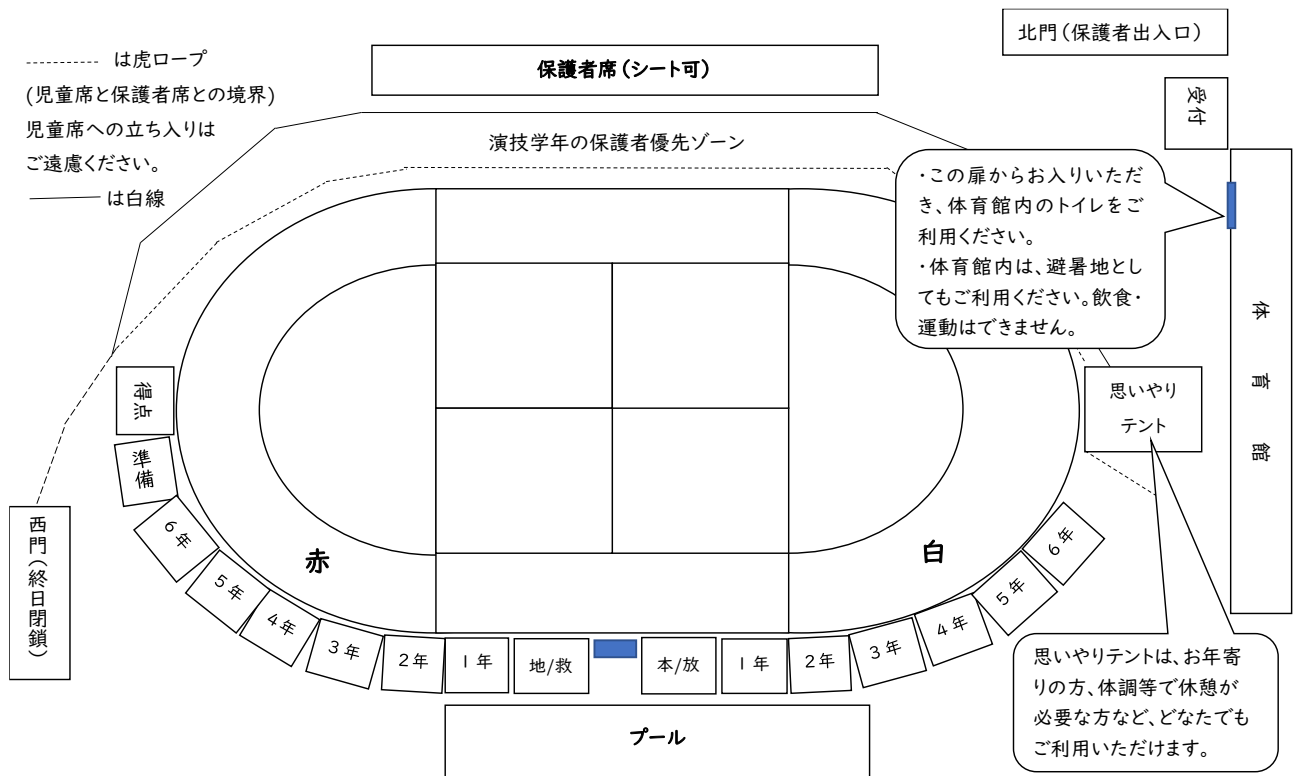 北門（保護者出入口）
---------- は虎ロープ
(児童席と保護者席との境界)
児童席への立ち入りは
ご遠慮ください。
は白線
保護者席（シート可）
受付
演技学年の保護者優先ゾーン
・この扉からお入りいただ
き、体育館内のトイレをご
利用ください。
・体育館内は、避暑地とし
てもご利用ください。飲食・
運動はできません。
体育館
得点
準備
思いやり
テント
西門（終日閉鎖）
赤
白
6年
5年
4年
3年
2年
1年
地/救
本/放
1年
2年
3年
4年
5年
6年
プール
思いやりテントは、お年寄
りの方、体調等で休憩が
必要な方など、どなたでも
ご利用いただけます。